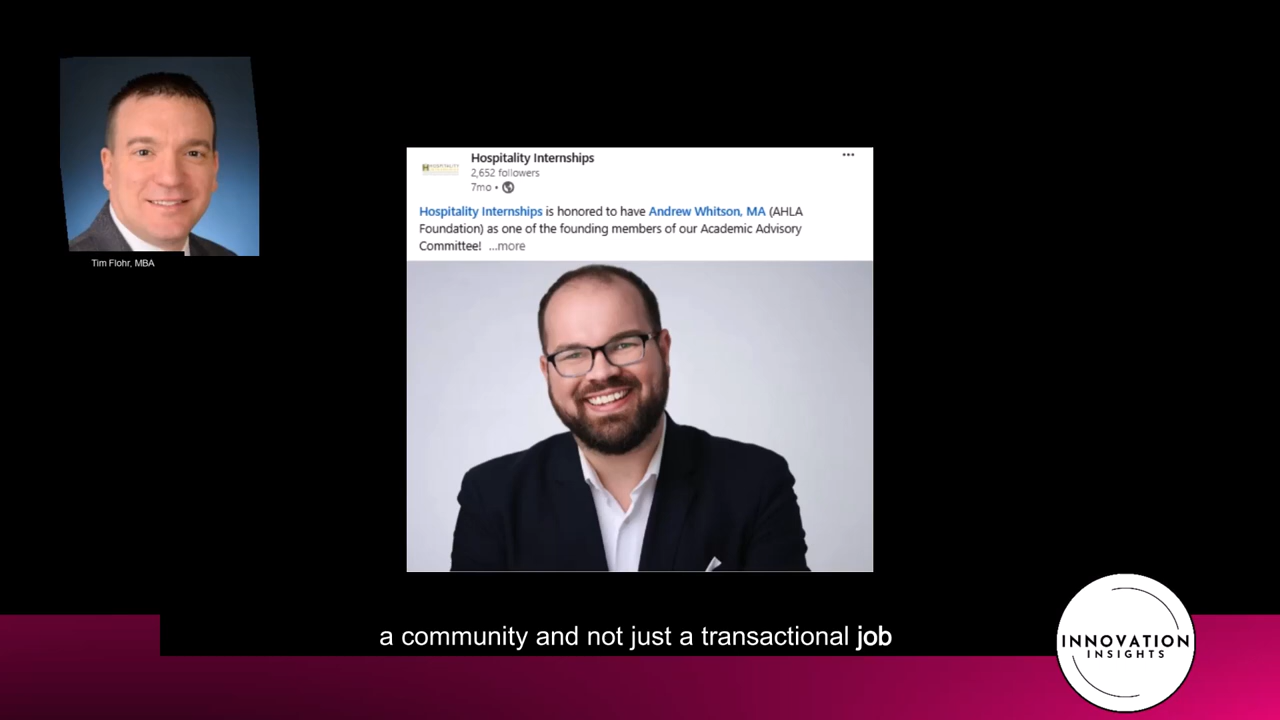 Tim Flohr, MBA
Hospitality Internships
2,652 followers
7mo •
Hospitality Internships is honored to have Andrew Whitson, MA (AHLA
Foundation) as one of the founding members of our Academic Advisory
Committee! ...more
a community and not just a transactional job
INNOVATION
INSIGHTS